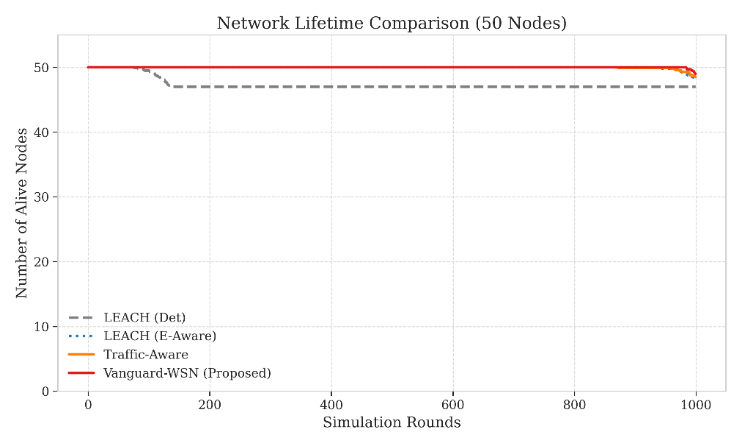 Network Lifetime Comparison (50 Nodes)
Number of Alive Nodes
50
40
30
20
10
0
LEACH (Det)
LEACH (E-Aware)
Traffic-Aware
Vanguard-WSN (Proposed)
0 200 400 600 800 1000
Simulation Rounds